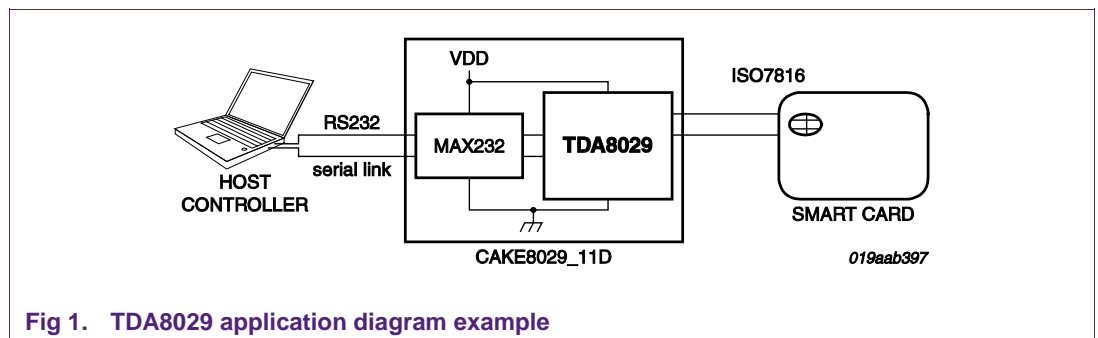 VDD
ISO7816
RS232
MAX232
TDA8029
serial link
HOST
CONTROLLER
SMART CARD
CAKE8029_11D
019aab397
Fig 1. TDA8029 application diagram example